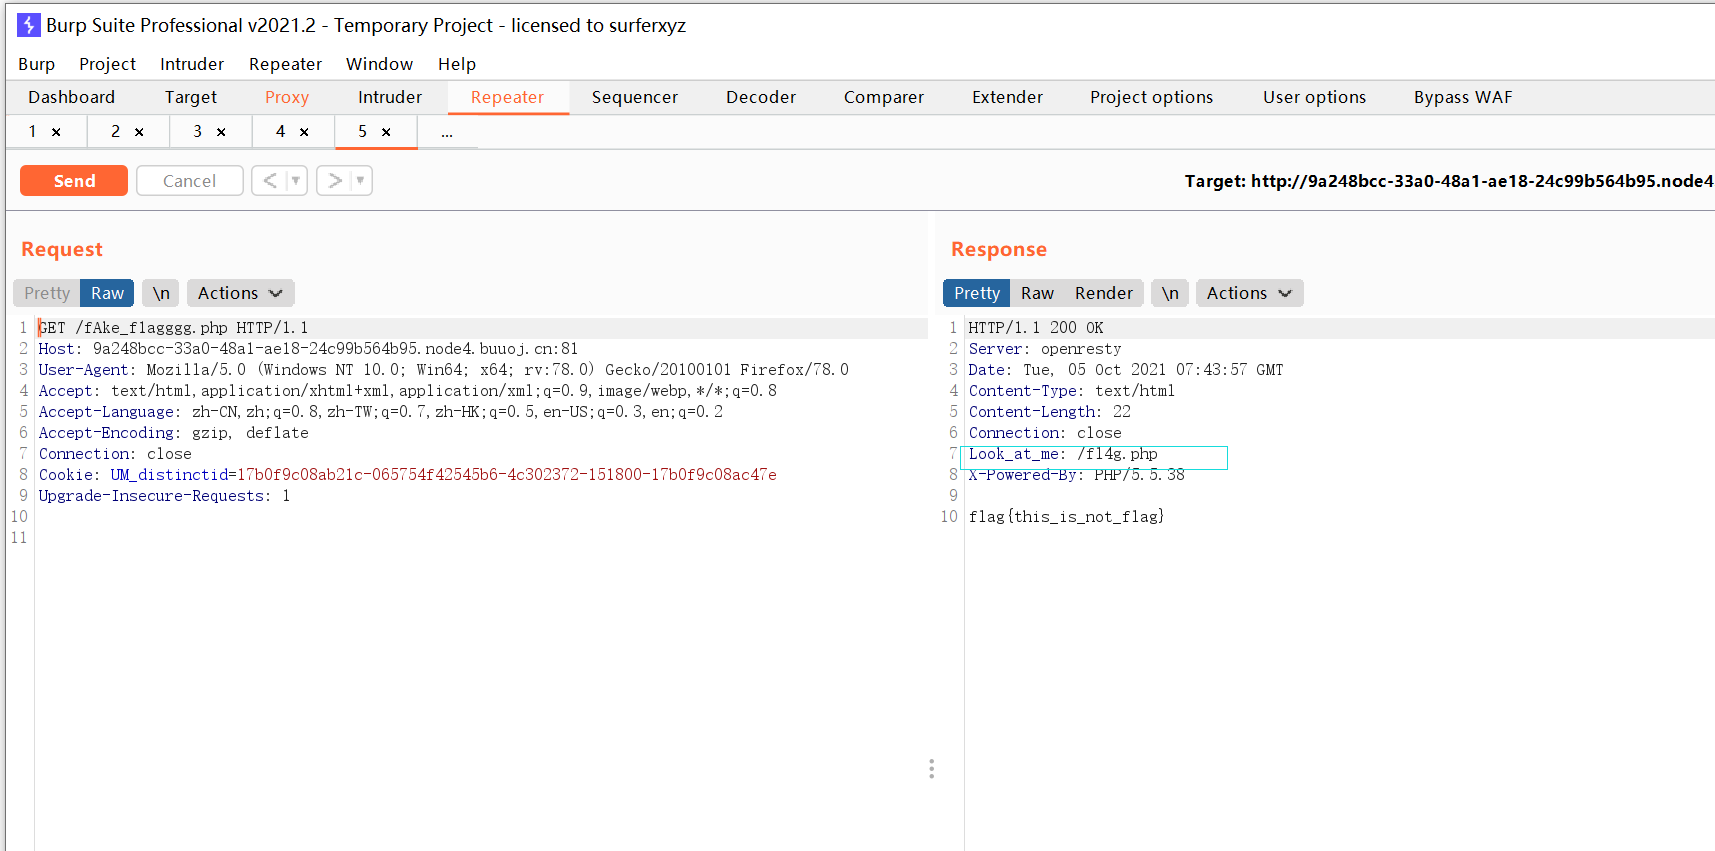 Burp Suite Professional v2021.2 - Temporary Project - licensed to surferxyz
Burp Project Intruder Repeater Window Help
Dashboard Target Proxy Intruder Repeater Sequencer Decoder Comparer Extender Project options User options Bypass WAF
1 × 2 × 3 × 4 × 5 × ...
Send Cancel < > Target: http://9a248bcc-33a0-48a1-ae18-24c99b564b95.node4
Request
Pretty Raw \n Actions
1 GET /fAke_flagggg.php HTTP/1.1
2 Host: 9a248bcc-33a0-48a1-ae18-24c99b564b95.node4.buuoj.cn:81
3 User-Agent: Mozilla/5.0 (Windows NT 10.0; Win64; x64; rv:78.0) Gecko/20100101 Firefox/78.0
4 Accept: text/html,application/xhtml+xml,application/xml;q=0.9,image/webp,*/*;q=0.8
5 Accept-Language: zh-CN,zh;q=0.8,zh-TW;q=0.7,zh-HK;q=0.5,en-US;q=0.3,en;q=0.2
6 Accept-Encoding: gzip, deflate
7 Connection: close
8 Cookie: UM_distinctid=17b0f9c08ab21c-065754f42545b6-4c302372-151800-17b0f9c08ac47e
9 Upgrade-Insecure-Requests: 1
10
11
Response
Pretty Raw Render \n Actions
1 HTTP/1.1 200 OK
2 Server: openresty
3 Date: Tue, 05 Oct 2021 07:43:57 GMT
4 Content-Type: text/html
5 Content-Length: 22
6 Connection: close
7 Look_at_me: /fl4g.php
8 X-Powered-By: PHP/5.5.38
9
10 flag{this_is_not_flag}